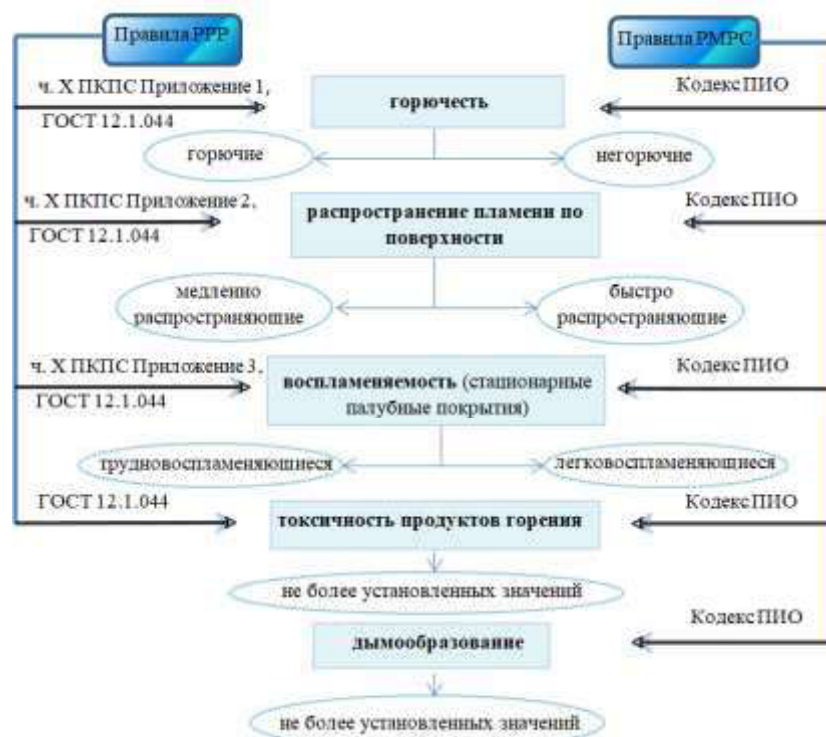 Правила РРР
Правила РМРС
ч. X ПКПС Приложение 1,
ГОСТ 12.1.044
горючесть
Кодекс ПИО
горючие
негорючие
ч. X ПКПС Приложение 2,
ГОСТ 12.1.044
распространение пламени по
поверхности
Кодекс ПИО
медленно
распространяющие
быстро
распространяющие
ч. X ПКПС Приложение 3,
ГОСТ 12.1.044
воспламеняемость (стационарные
палубные покрытия)
Кодекс ПИО
трудновоспламеняющиеся
легковоспламеняющиеся
ГОСТ 12.1.044
токсичность продуктов горения
Кодекс ПИО
не более установленных значений
дымообразование
Кодекс ПИО
не более установленных значений